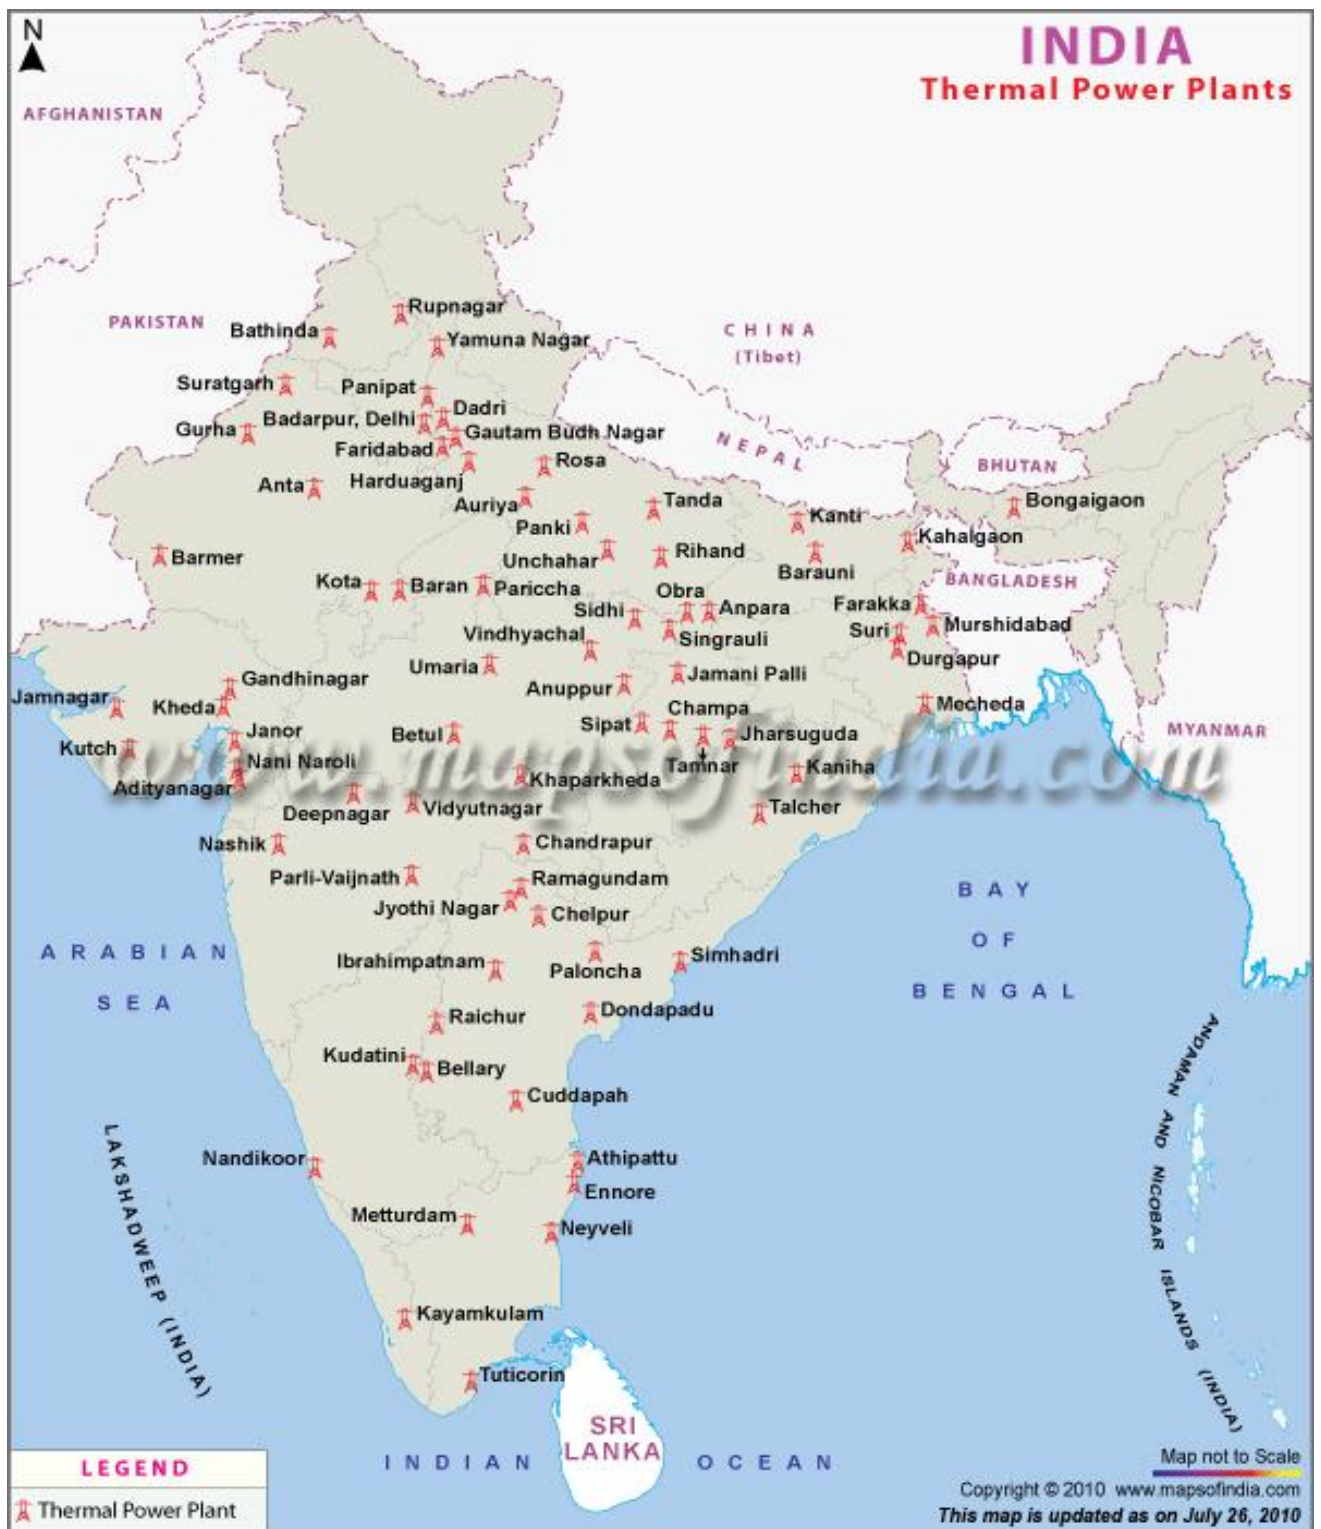 N
INDIA
Thermal Power Plants
AFGHANISTAN
PAKISTAN
CHINA
(Tibet)
NEPAL
BHUTAN
BANGLADESH
MYANMAR
Rupnagar
Bathinda
Yamuna Nagar
Suratgarh
Panipat
Dadri
Badarpur, Delhi
Gurha
Gautam Budh Nagar
Faridabad
Rosa
Anta
Harduaganj
Auriya
Tanda
Bongaigaon
Panki
Kanti
Kahalgaon
Unchahar
Rihand
Barauni
Barmer
Kota
Baran
Pariccha
Obra
Sidhi
Anpara
Farakka
Murshidabad
Suri
Vindhyachal
Singrauli
Durgapur
Umaria
Jamani Palli
Gandhinagar
Anuppur
Jamnagar
Kheda
Champa
Mecheda
Sipat
Janor
Betul
Jharsuguda
Kutch
www.mapsofindia.com
Nani Naroli
Tamnar
Kaniha
Adityanagar
Khaparkheda
Deepnagar
Vidyutnagar
Talcher
Nashik
Chandrapur
Parli-Vaijnath
Ramagundam
Jyothi Nagar
Chelpur
BAY
OF
BENGAL
ARABIAN
SEA
Ibrahimpatnam
Paloncha
Simhadri
Raichur
Dondapadu
Kudatini
Bellary
Cuddapah
Nandikoor
Athipattu
Ennore
Metturdam
Neyveli
Kayamkulam
Tuticorin
LAKSHADWEEP (INDIA)
ANDAMAN AND NICOBAR ISLANDS (INDIA)
SRI
LANKA
INDIAN OCEAN
LEGEND
Thermal Power Plant
Map not to Scale
Copyright © 2010 www.mapsofindia.com
This map is updated as on July 26, 2010